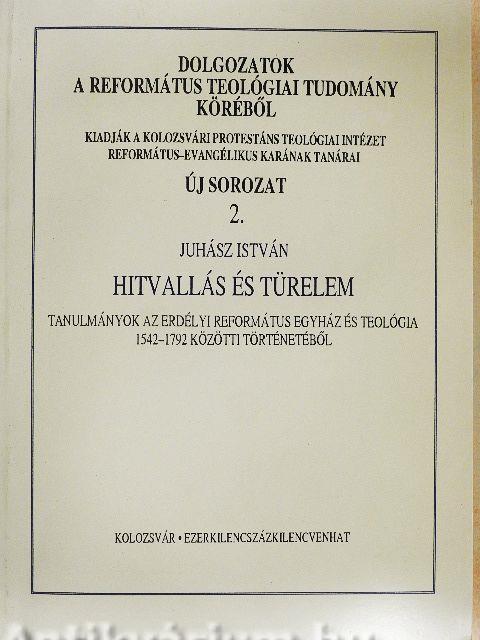 DOLGOZATOK
A REFORMÁTUS TEOLÓGIAI TUDOMÁNY
KÖRÉBŐL
KIADJÁK A KOLOZSVÁRI PROTESTÁNS TEOLÓGIAI INTÉZET
REFORMÁTUS–EVANGÉLIKUS KARÁNAK TANÁRAI
ÚJ SOROZAT
2.
JUHÁSZ ISTVÁN
HITVALLÁS ÉS TÜRELEM
TANULMÁNYOK AZ ERDÉLYI REFORMÁTUS EGYHÁZ ÉS TEOLÓGIA
1542–1792 KÖZÖTTI TÖRTÉNETÉBŐL
KOLOZSVÁR • EZERKILENCSZÁZKILENCVENHAT